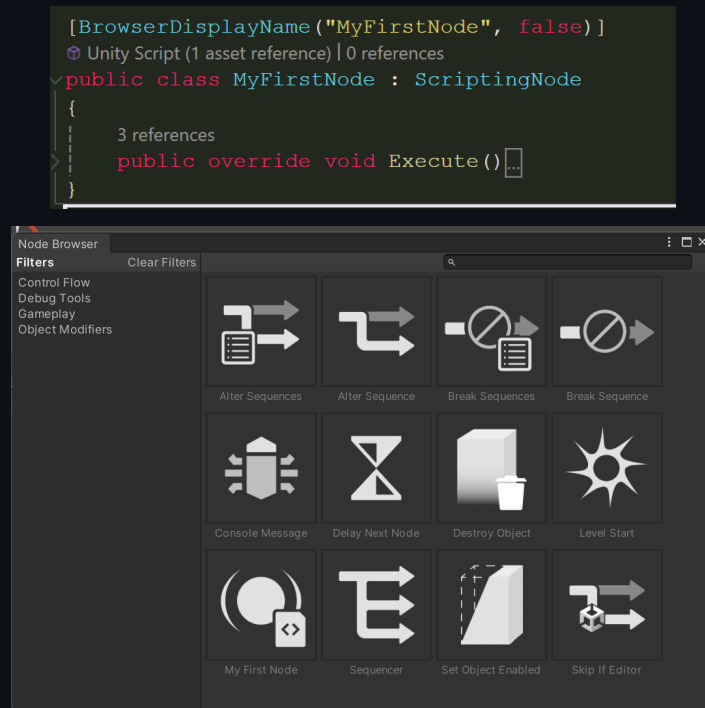 [BrowserDisplayName("MyFirstNode", false)]
Unity Script (1 asset reference) | 0 references
public class MyFirstNode : ScriptingNode
{
3 references
public override void Execute()...
}
Node Browser
Filters
Clear Filters
Control Flow
Debug Tools
Gameplay
Object Modifiers
Alter Sequences
Alter Sequence
Break Sequences
Break Sequence
Console Message
Delay Next Node
Destroy Object
Level Start
My First Node
Sequencer
Set Object Enabled
Skip If Editor